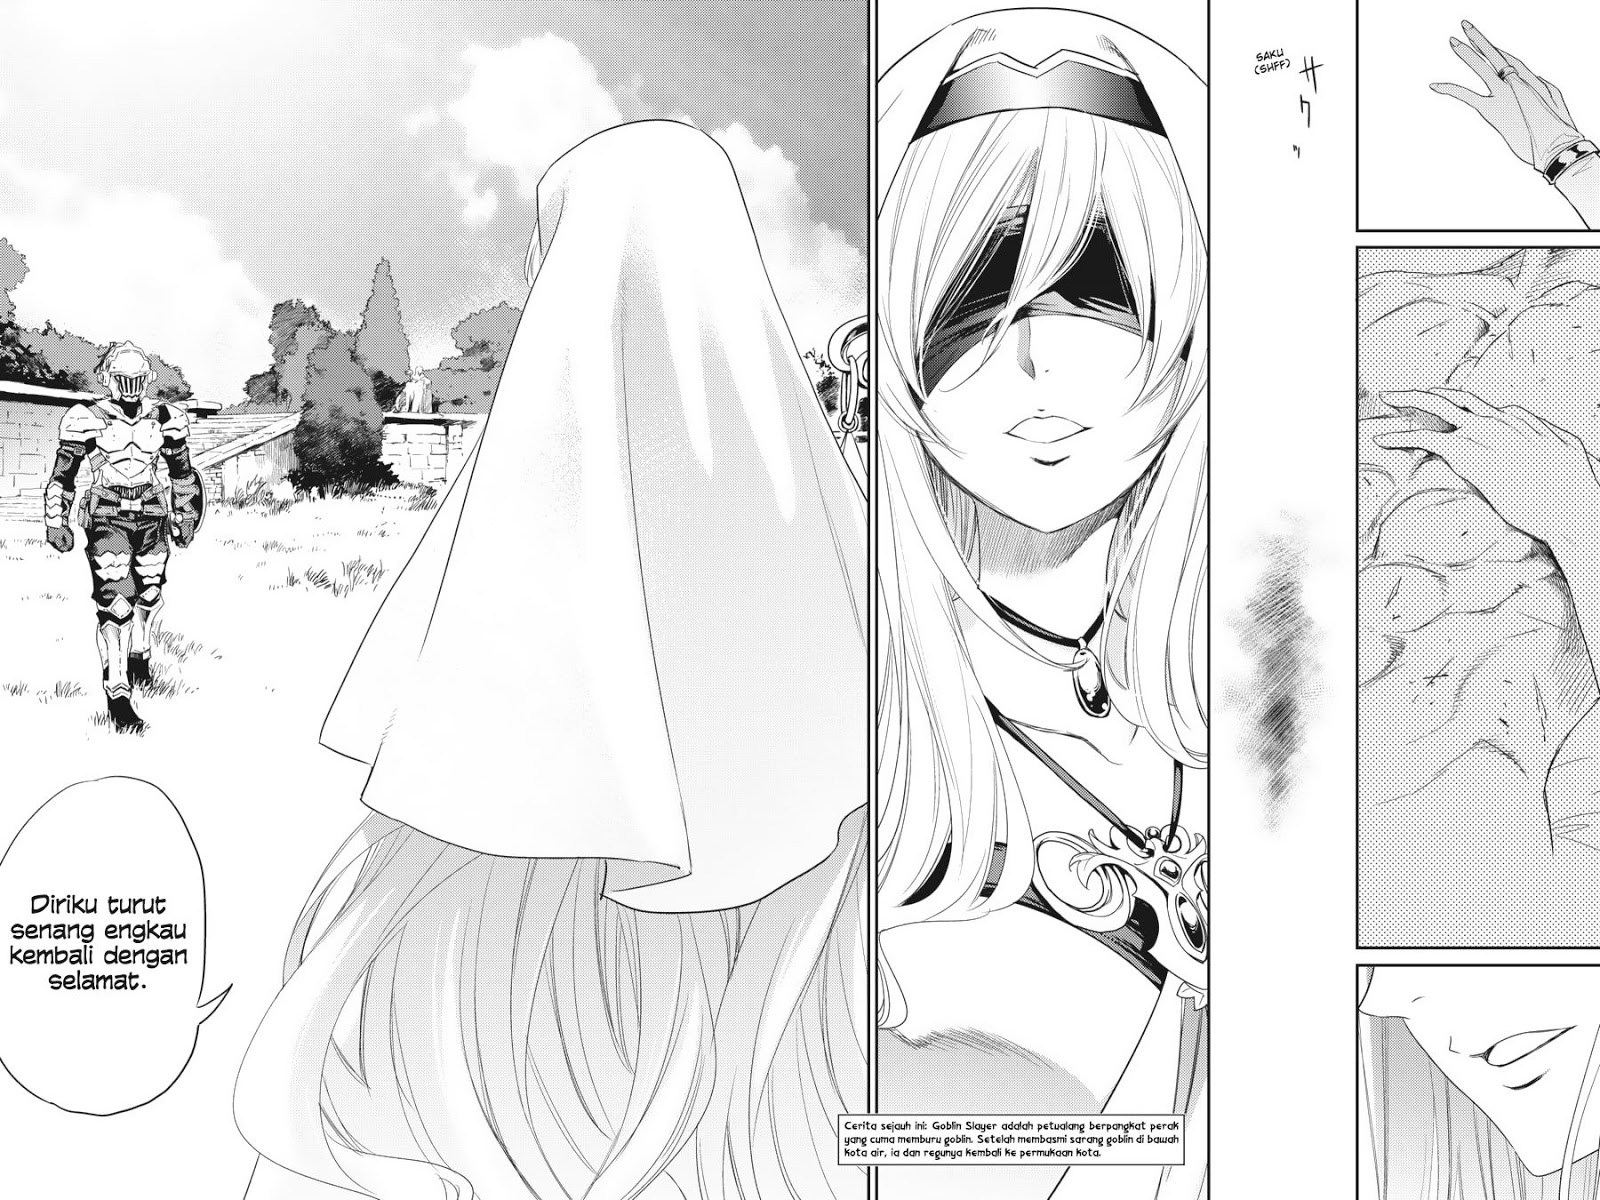 SAKU
(SHFF)
サクッ
Cerita sejauh ini: Goblin Slayer adalah petualang berpangkat perak
yang cuma memburu goblin. Setelah membasmi sarang goblin di bawah
kota air, ia dan regunya kembali ke permukaan kota.
Diriku turut
senang engkau
kembali dengan
selamat.